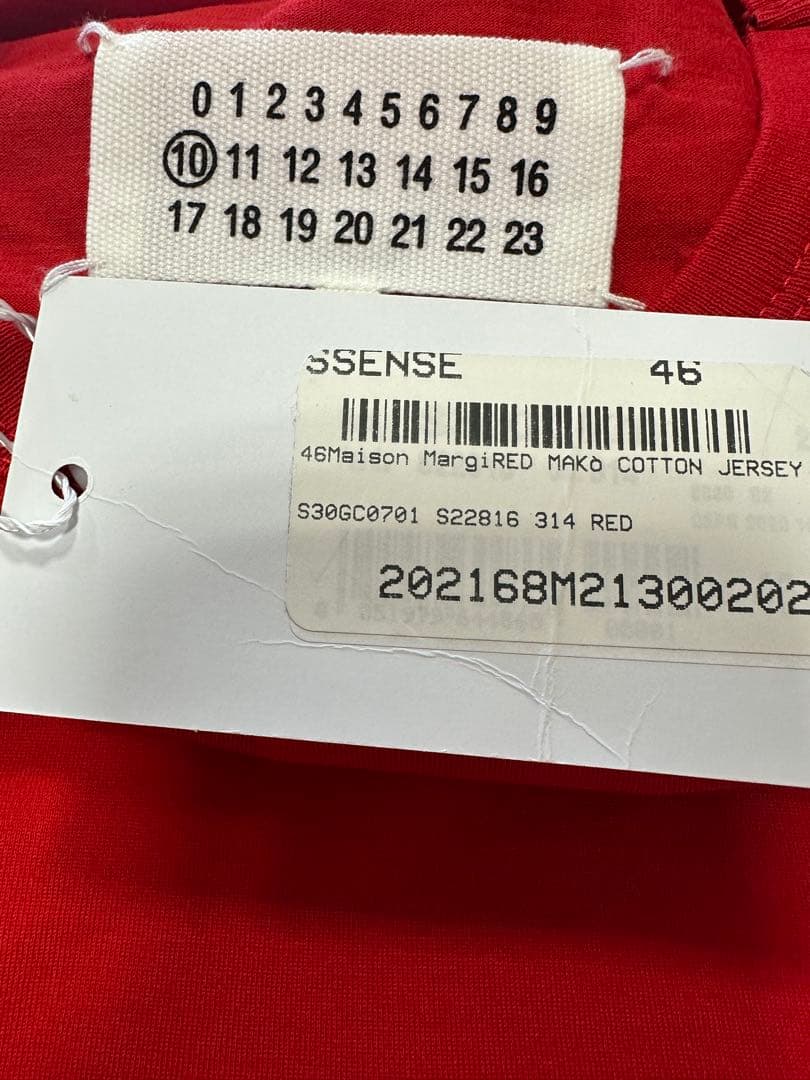 0 1 2 3 4 5 6 7 8 9
10 11 12 13 14 15 16
17 18 19 20 21 22 23
SSENSE 46
46Maison MargiRED MAKò COTTON JERSEY
S30GC0701 S22816 314 RED
202168M21300202